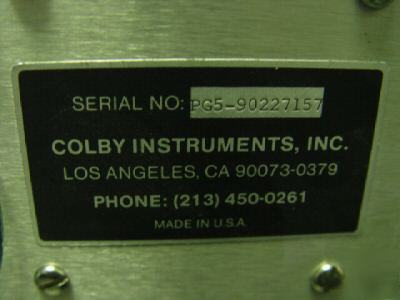 SERIAL NO: PG5-90227157
COLBY INSTRUMENTS, INC.
LOS ANGELES, CA 90073-0379
PHONE: (213) 450-0261
MADE IN U.S.A.